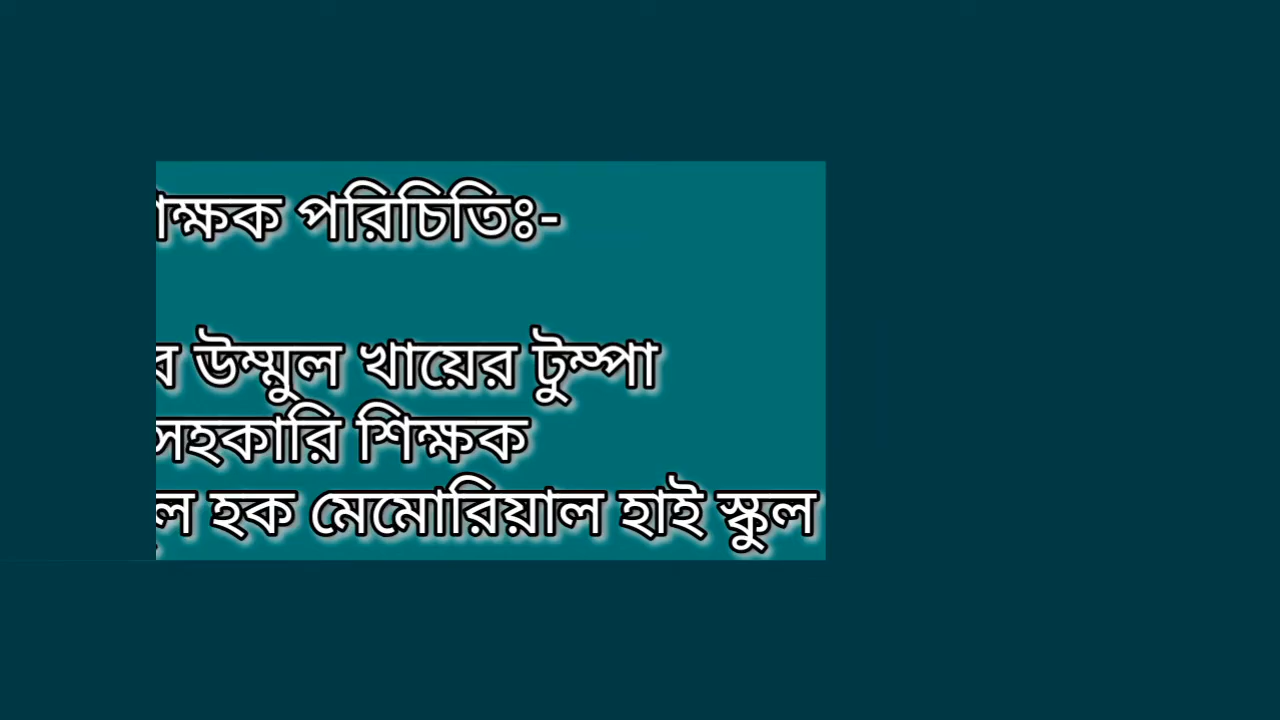 পরিচিতিঃ-
উম্মুল খায়ের টুম্পা
সহকারি শিক্ষক
হক মেমোরিয়াল হাই স্কুল